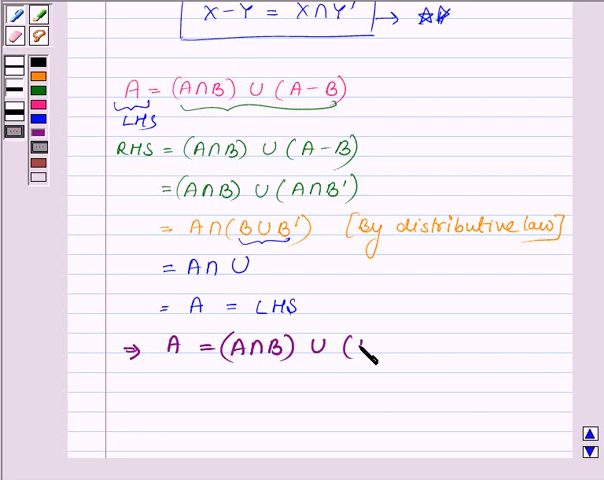 X-Y = X∩Y' → ☆☆
A = (A∩B) ∪ (A-B)
LHS
RHS = (A∩B) ∪ (A-B)
= (A∩B) ∪ (A∩B')
= A∩(B∪B') [By distributive law]
= A∩ U
= A = LHS
⇒ A = (A∩B) ∪ (